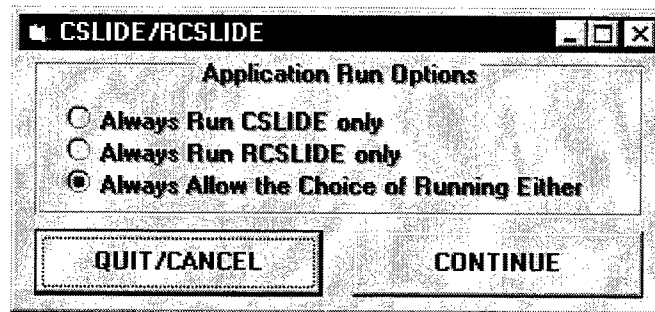 CSLIDE/RCSLIDE
Application Run Options
Always Run CSLIDE only
Always Run RCSLIDE only
Always Allow the Choice of Running Either
QUIT/CANCEL
CONTINUE